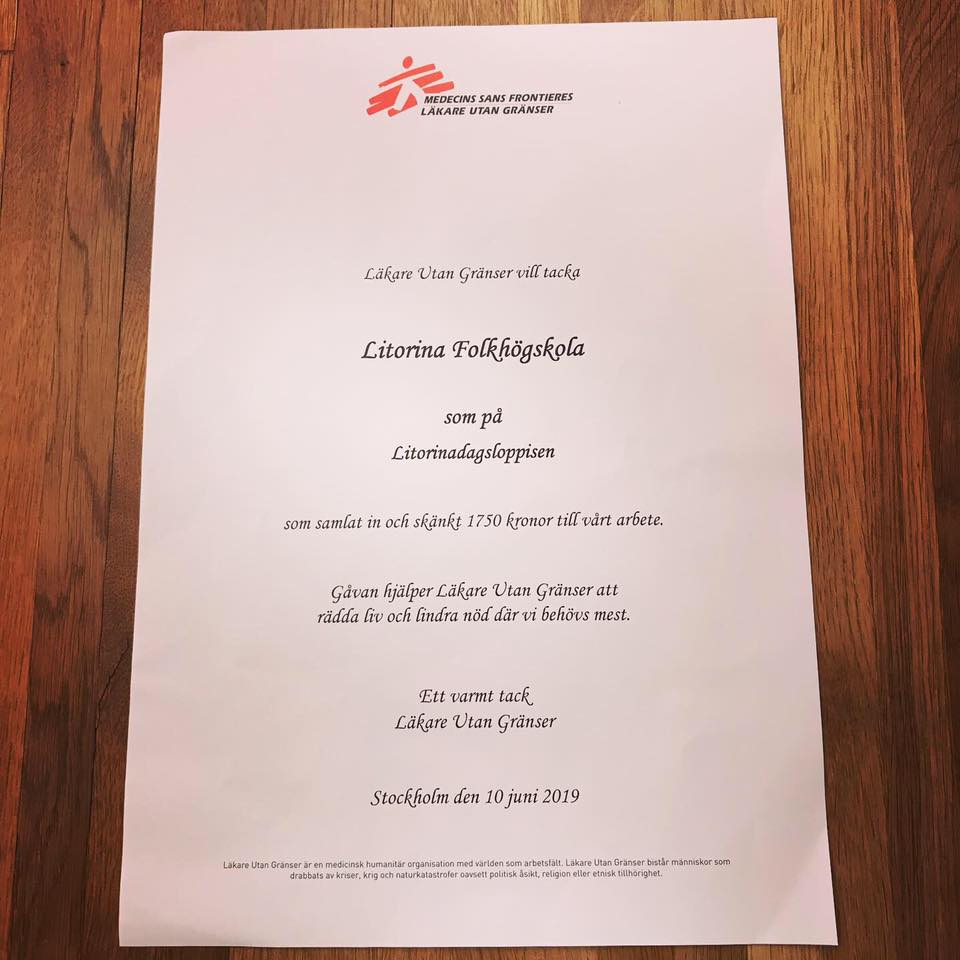 MEDECINS SANS FRONTIERES
LÄKARE UTAN GRÄNSER
Läkare Utan Gränser vill tacka
Litorina Folkhögskola
som på
Litorinadagsloppisen
som samlat in och skänkt 1750 kronor till vårt arbete.
Gåvan hjälper Läkare Utan Gränser att
rädda liv och lindra nöd där vi behövs mest.
Ett varmt tack
Läkare Utan Gränser
Stockholm den 10 juni 2019
Läkare Utan Gränser är en medicinsk humanitär organisation med världen som arbetsfält. Läkare Utan Gränser bistår människor som
drabbats av kriser, krig och naturkatastrofer oavsett politisk åsikt, religion eller etnisk tillhörighet.